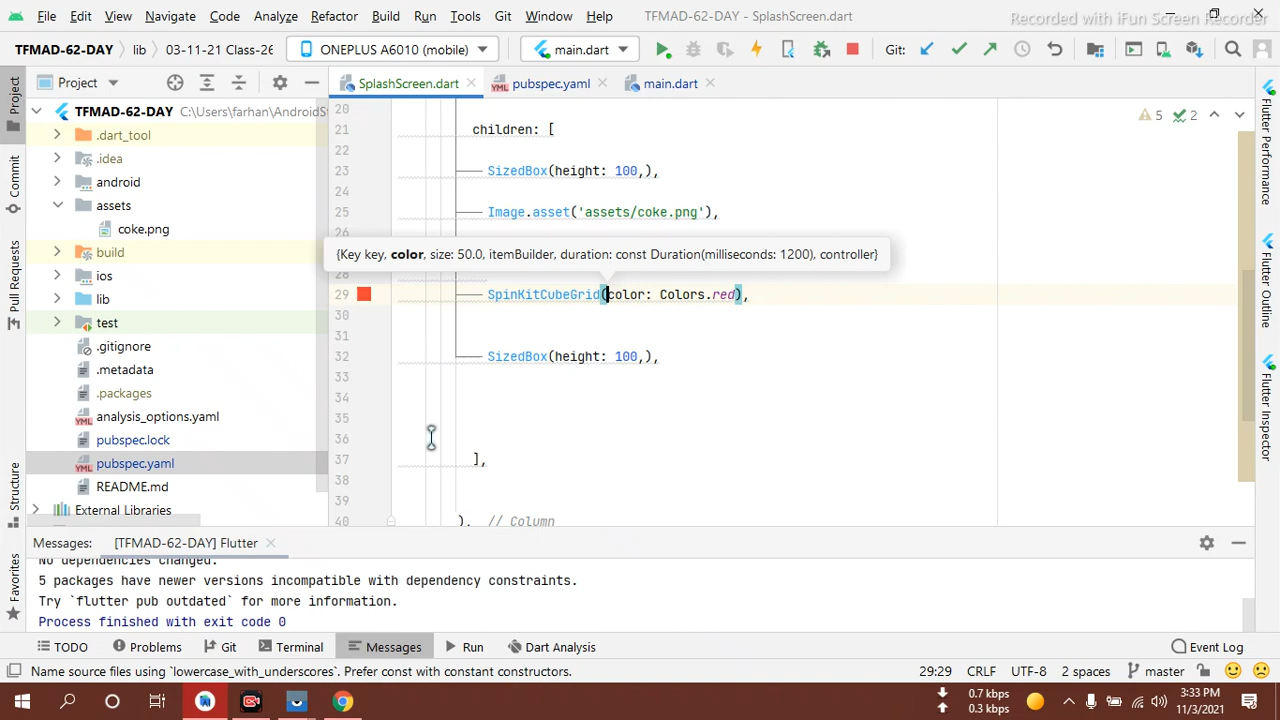 File Edit View Navigate Code Analyze Refactor Build Run Tools Git Window Help TFMAD-62-DAY - SplashScreen.dart
Recorded with iFun Screen Recorder
TFMAD-62-DAY lib 03-11-21 Class-26 ONEPLUS A6010 (mobile) main.dart Git:
Project SplashScreen.dart pubspec.yaml main.dart
Project
Commit
Pull Requests
Structure
Favorites
TFMAD-62-DAY C:\Users\farhan\AndroidS
.dart_tool
.idea
android
assets
coke.png
build
ios
lib
test
.gitignore
.metadata
.packages
analysis_options.yaml
pubspec.lock
pubspec.yaml
README.md
External Libraries
5 2
20
21 children: [
22
23 SizedBox(height: 100,),
24
25 Image.asset('assets/coke.png'),
26
{Key key, color, size: 50.0, itemBuilder, duration: const Duration(milliseconds: 1200), controller}
28
29 SpinKitCubeGrid(color: Colors.red),
30
31
32 SizedBox(height: 100,),
33
34
35
36
37 ],
38
39
40 ), // Column
Flutter Performance
Flutter Outline
Flutter Inspector
Messages: [TFMAD-62-DAY] Flutter
No dependencies changed.
5 packages have newer versions incompatible with dependency constraints.
Try `flutter pub outdated` for more information.
Process finished with exit code 0
TODO Problems Git Terminal Messages Run Dart Analysis Event Log
Name source files using `lowercase_with_underscores`. Prefer const with constant constructors. 29:29 CRLF UTF-8 2 spaces master
0.7 kbps
0.3 kbps
3:33 PM
11/3/2021